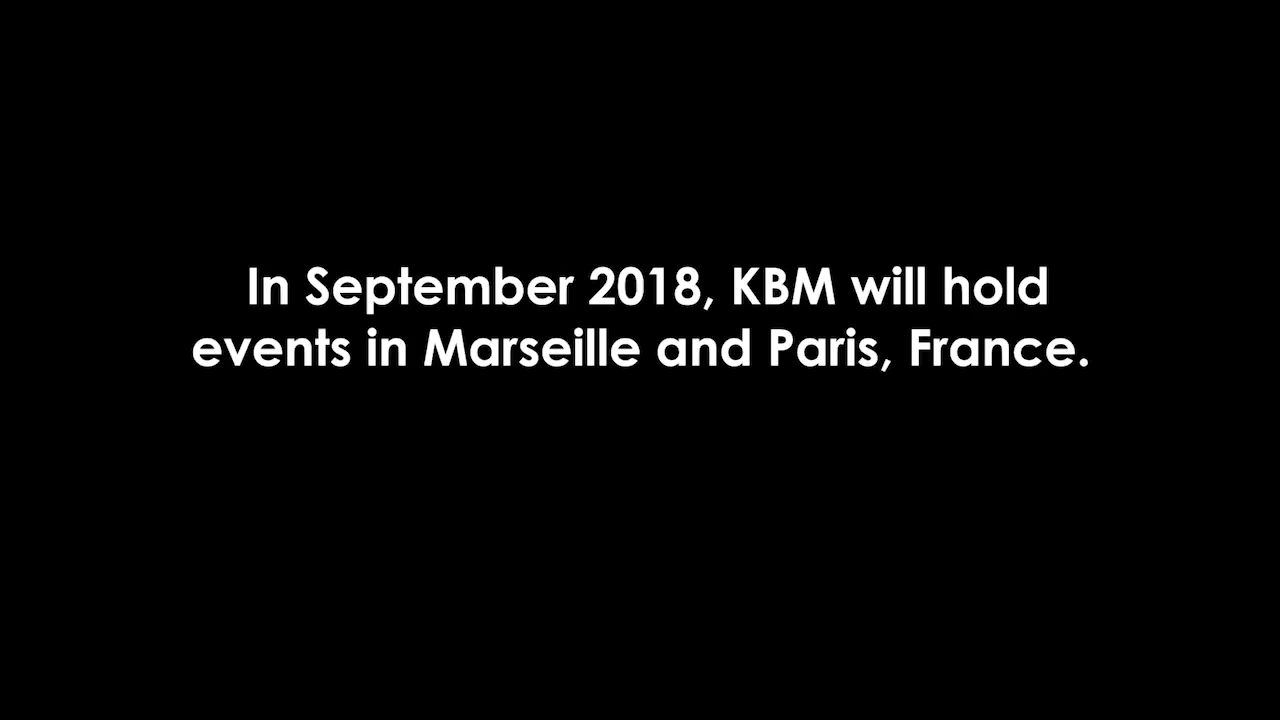 In September 2018, KBM will hold
events in Marseille and Paris, France.